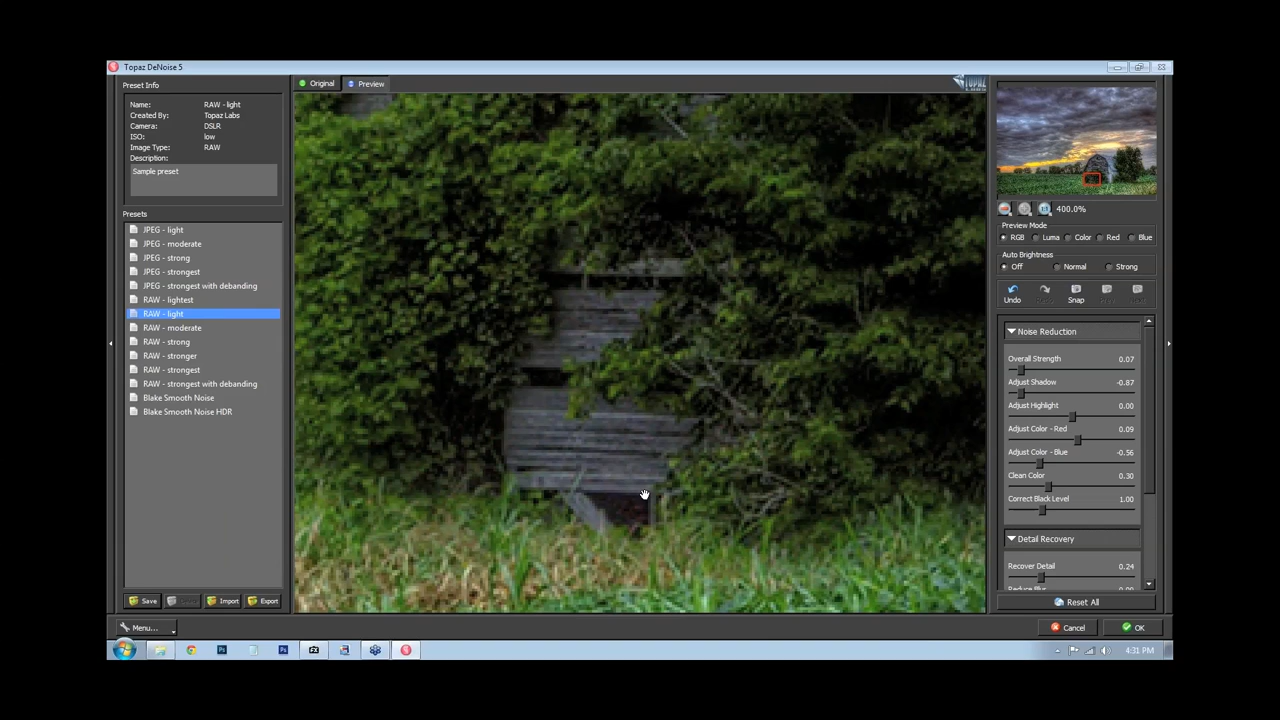 Topaz DeNoise 5
Preset Info
Name: RAW - light
Created By: Topaz Labs
Camera: DSLR
ISO: low
Image Type: RAW
Description:
Sample preset
Presets
JPEG - light
JPEG - moderate
JPEG - strong
JPEG - strongest
JPEG - strongest with debanding
RAW - lightest
RAW - light
RAW - moderate
RAW - strong
RAW - stronger
RAW - strongest
RAW - strongest with debanding
Blake Smooth Noise
Blake Smooth Noise HDR
Save
Import
Export
Menu...
Original
Preview
TOPAZ
400.0%
Preview Mode
RGB Luma Color Red Blue
Auto Brightness
Off Normal Strong
Undo
Snap
Noise Reduction
Overall Strength 0.07
Adjust Shadow -0.87
Adjust Highlight 0.00
Adjust Color - Red 0.09
Adjust Color - Blue -0.56
Clean Color 0.30
Correct Black Level 1.00
Detail Recovery
Recover Detail 0.24
Reset All
Cancel
OK
Ps
Ps
4:31 PM